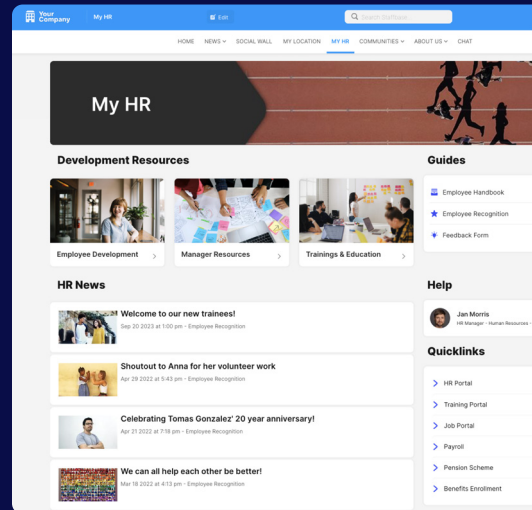 Your
Company
My HR
Edit
HOME NEWS SOCIAL WALL MY LOCATION MY HR COMMUNITIES ABOUT US CHAT
My HR
Development Resources
Employee Development
Manager Resources
Trainings & Education
Guides
Employee Handbook
Employee Recognition
Feedback Form
HR News
Welcome to our new trainees!
Sep 20 2023 at 1:00 pm - Employee Recognition
Shoutout to Anna for her volunteer work
Apr 29 2022 at 5:43 pm - Employee Recognition
Celebrating Tomas Gonzalez' 20 year anniversary!
Apr 21 2022 at 7:18 pm - Employee Recognition
We can all help each other be better!
Mar 18 2022 at 4:13 pm - Employee Recognition
Help
Jan Morris
HR Manager - Human Resources -
Quicklinks
HR Portal
Training Portal
Job Portal
Payroll
Pension Scheme
Benefits Enrollment